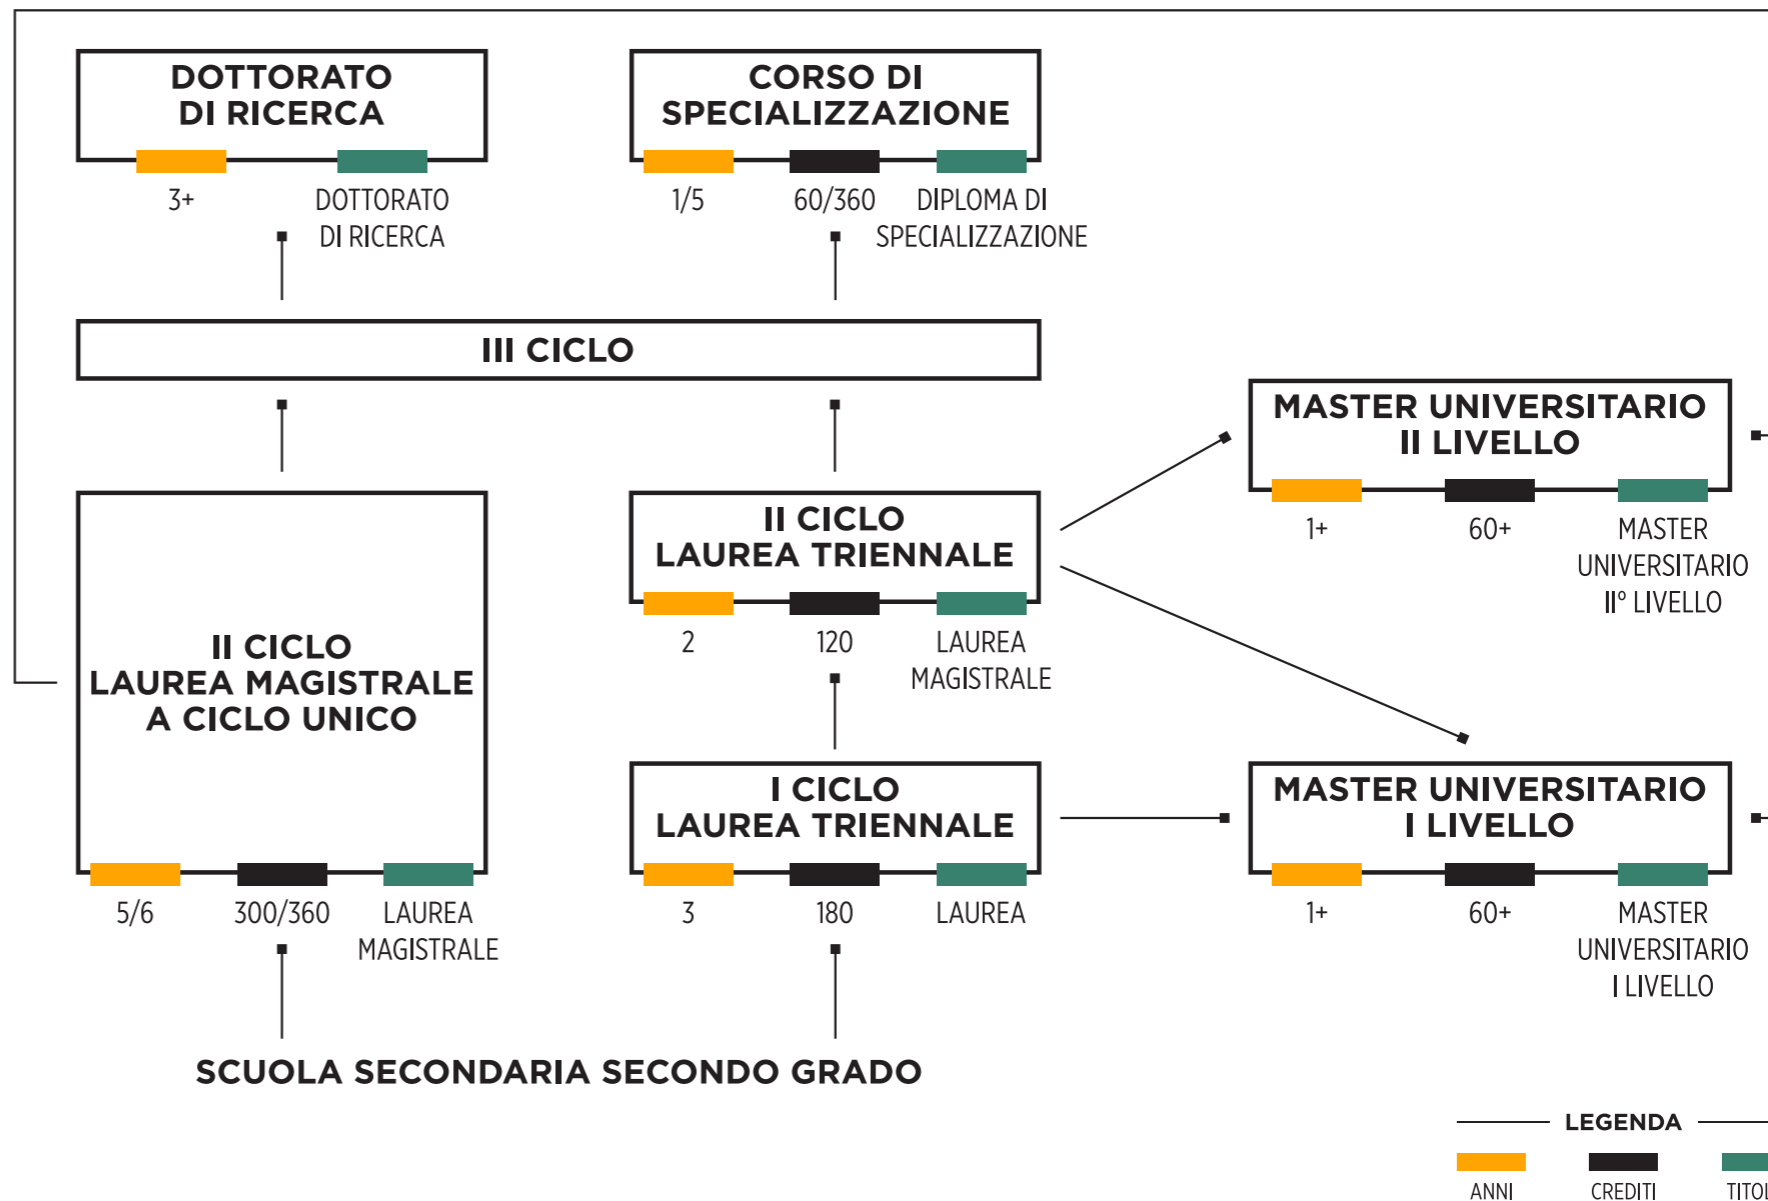 DOTTORATO
DI RICERCA
3+
DOTTORATO
DI RICERCA
CORSO DI
SPECIALIZZAZIONE
1/5
60/360
DIPLOMA DI
SPECIALIZZAZIONE
III CICLO
MASTER UNIVERSITARIO
II LIVELLO
1+
60+
MASTER
UNIVERSITARIO
II° LIVELLO
II CICLO
LAUREA TRIENNALE
2
120
LAUREA
MAGISTRALE
II CICLO
LAUREA MAGISTRALE
A CICLO UNICO
5/6
300/360
LAUREA
MAGISTRALE
I CICLO
LAUREA TRIENNALE
3
180
LAUREA
MASTER UNIVERSITARIO
I LIVELLO
1+
60+
MASTER
UNIVERSITARIO
I LIVELLO
SCUOLA SECONDARIA SECONDO GRADO
LEGENDA
ANNI
CREDITI
TITOL